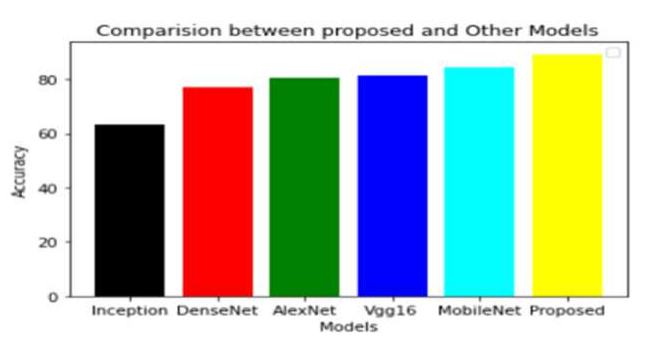 Comparision between proposed and Other Models
80
60
40
20
0
Accuracy
Inception DenseNet AlexNet Vgg16 MobileNet Proposed
Models